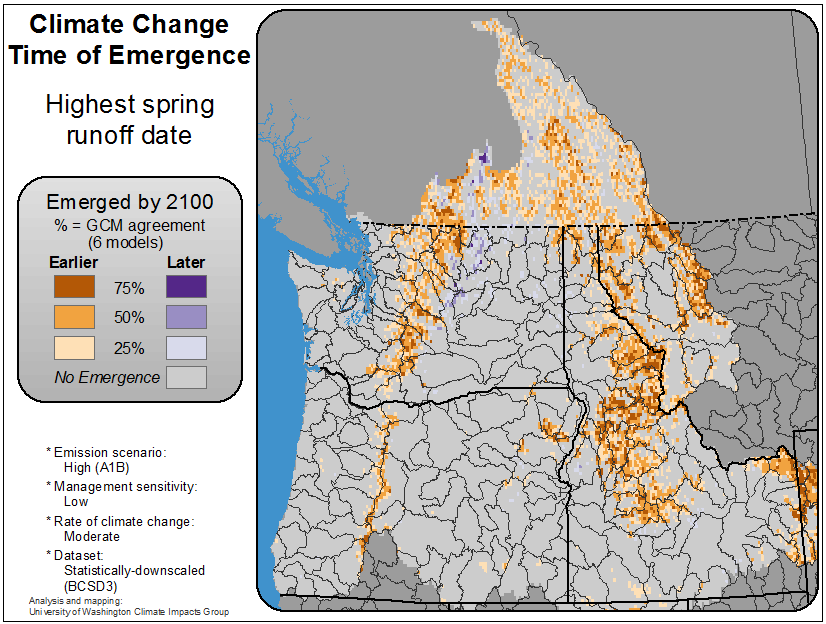 Climate Change
Time of Emergence
Highest spring
runoff date
Emerged by 2100
% = GCM agreement
(6 models)
Earlier Later
75%
50%
25%
No Emergence
* Emission scenario:
High (A1B)
* Management sensitivity:
Low
* Rate of climate change:
Moderate
* Dataset:
Statistically-downscaled
(BCSD3)
Analysis and mapping:
University of Washington Climate Impacts Group